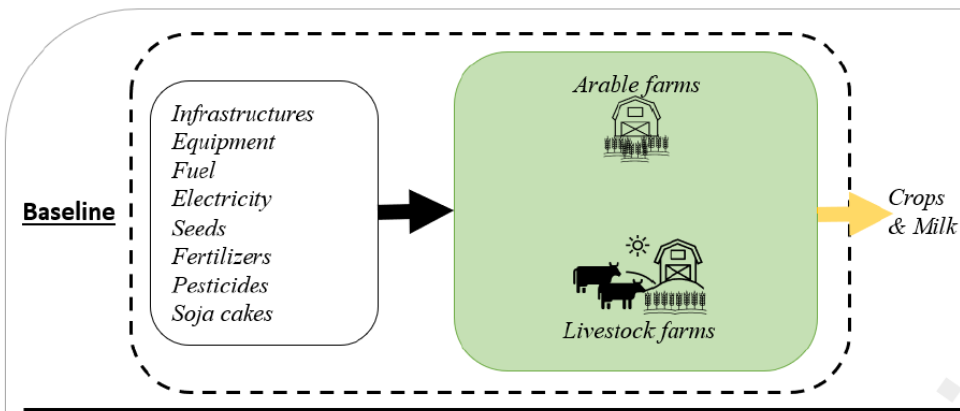 Baseline
Infrastructures
Equipment
Fuel
Electricity
Seeds
Fertilizers
Pesticides
Soja cakes
Arable farms
Livestock farms
Crops
& Milk